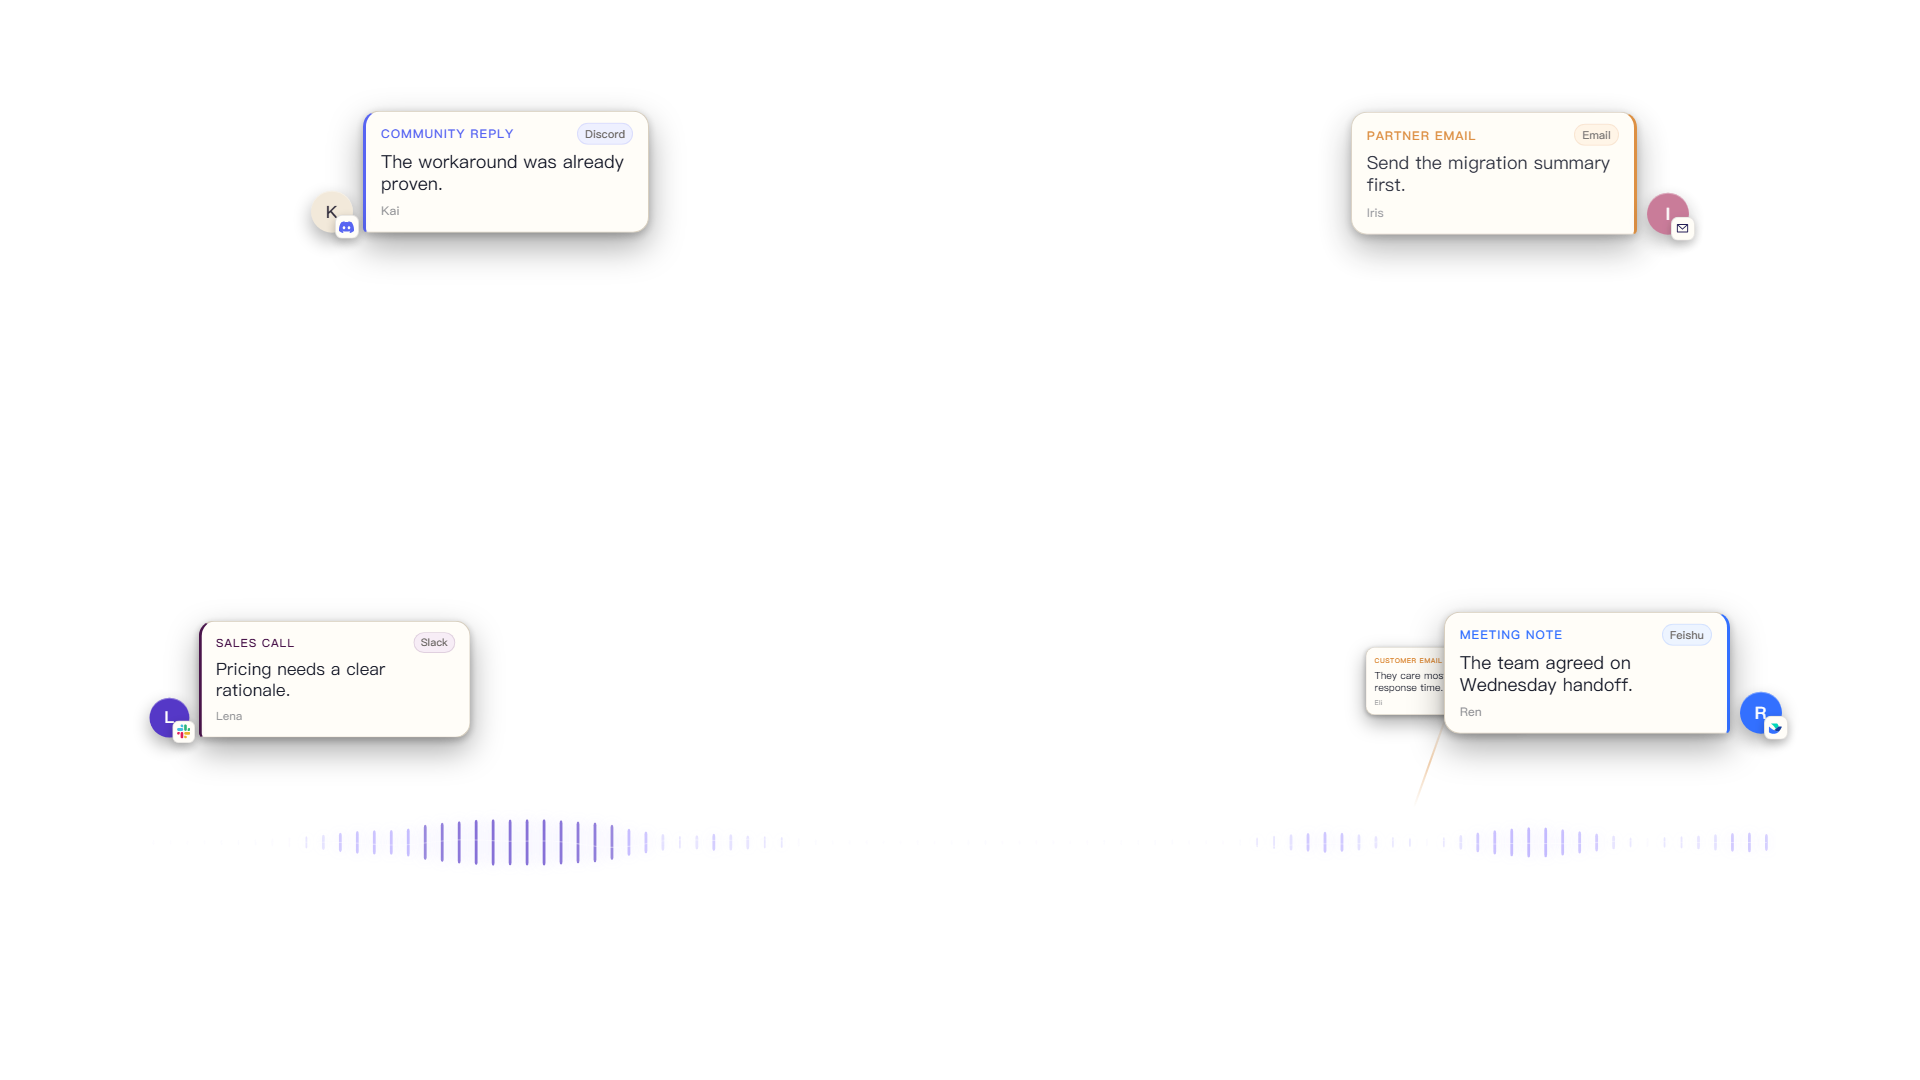 COMMUNITY REPLY
Discord
The workaround was already
proven.
Kai
K
PARTNER EMAIL
Email
Send the migration summary
first.
Iris
I
SALES CALL
Slack
Pricing needs a clear
rationale.
Lena
L
CUSTOMER EMAIL
They care
response time.
Eli
MEETING NOTE
Feishu
The team agreed on
Wednesday handoff.
Ren
R